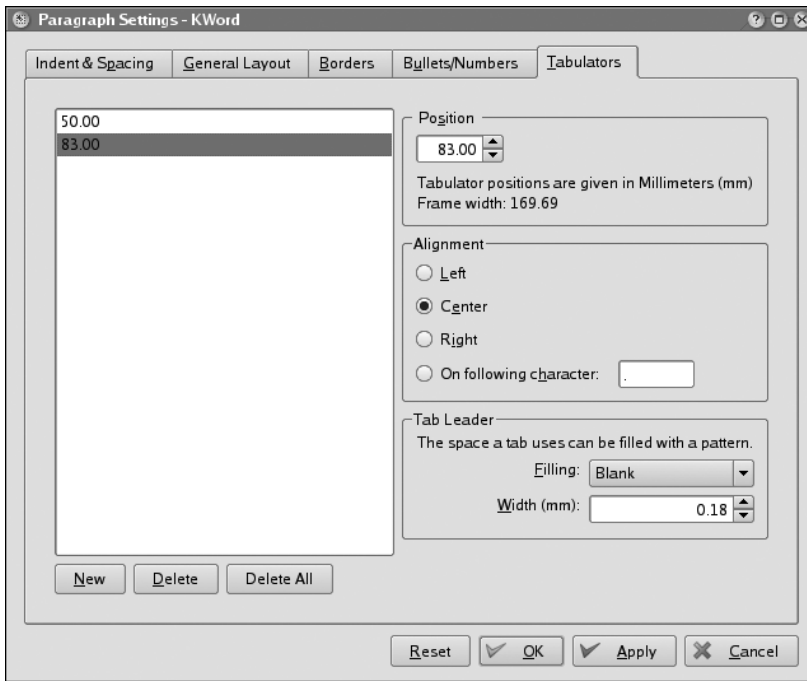 Paragraph Settings - KWord
Indent & Spacing
General Layout
Borders
Bullets/Numbers
Tabulators
50.00
83.00
Position
83.00
Tabulator positions are given in Millimeters (mm)
Frame width: 169.69
Alignment
Left
Center
Right
On following character: .
Tab Leader
The space a tab uses can be filled with a pattern.
Filling: Blank
Width (mm): 0.18
New
Delete
Delete All
Reset
OK
Apply
Cancel